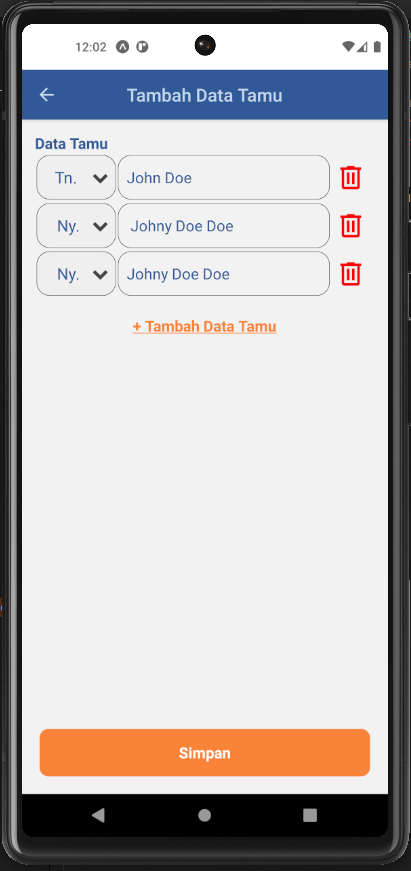 12:02
Tambah Data Tamu
Data Tamu
Tn. John Doe
Ny. Johny Doe Doe
Ny. Johny Doe Doe
+ Tambah Data Tamu
Simpan